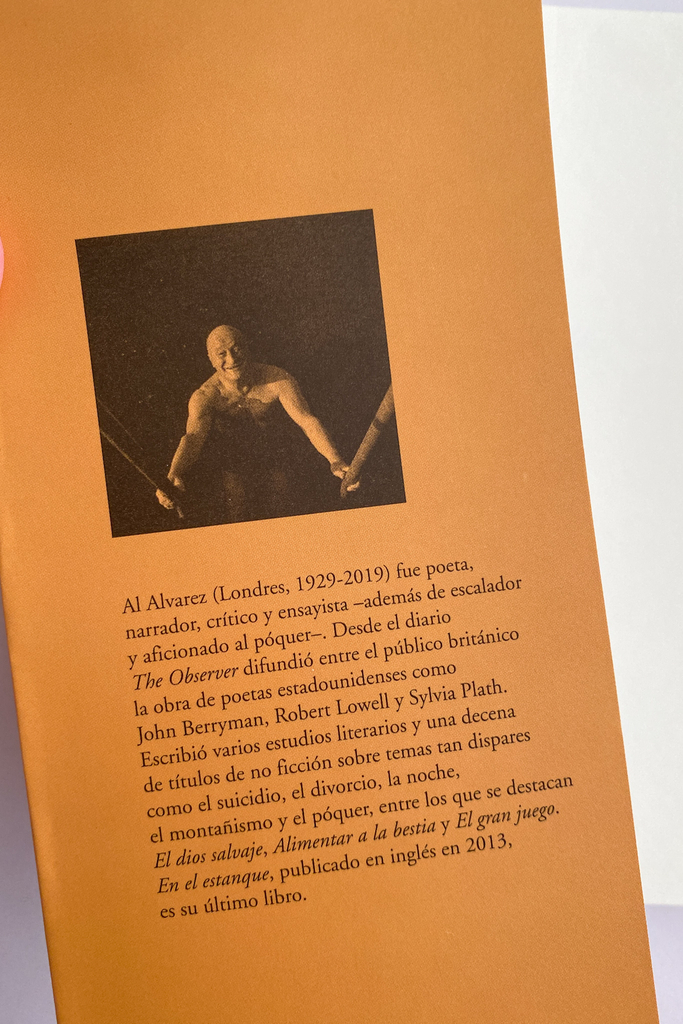 Al Alvarez (Londres, 1929-2019) fue poeta,
narrador, crítico y ensayista –además de escalador
y aficionado al póquer–. Desde el diario
The Observer difundió entre el público británico
la obra de poetas estadounidenses como
John Berryman, Robert Lowell y Sylvia Plath.
Escribió varios estudios literarios y una decena
de títulos de no ficción sobre temas tan dispares
como el suicidio, el divorcio, la noche,
el montañismo y el póquer, entre los que se destacan
El dios salvaje, Alimentar a la bestia y El gran juego.
En el estanque, publicado en inglés en 2013,
es su último libro.